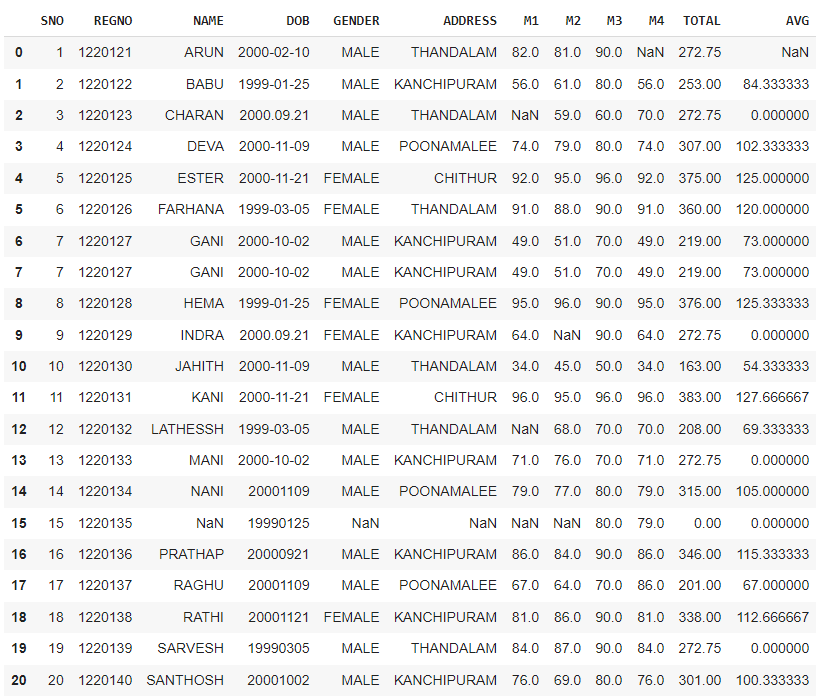 SNO REGNO NAME DOB GENDER ADDRESS M1 M2 M3 M4 TOTAL AVG
0 1 1220121 ARUN 2000-02-10 MALE THANDALAM 82.0 81.0 90.0 NaN 272.75 NaN
1 2 1220122 BABU 1999-01-25 MALE KANCHIPURAM 56.0 61.0 80.0 56.0 253.00 84.333333
2 3 1220123 CHARAN 2000.09.21 MALE THANDALAM NaN 59.0 60.0 70.0 272.75 0.000000
3 4 1220124 DEVA 2000-11-09 MALE POONAMALEE 74.0 79.0 80.0 74.0 307.00 102.333333
4 5 1220125 ESTER 2000-11-21 FEMALE CHITHUR 92.0 95.0 96.0 92.0 375.00 125.000000
5 6 1220126 FARHANA 1999-03-05 FEMALE THANDALAM 91.0 88.0 90.0 91.0 360.00 120.000000
6 7 1220127 GANI 2000-10-02 MALE KANCHIPURAM 49.0 51.0 70.0 49.0 219.00 73.000000
7 7 1220127 GANI 2000-10-02 MALE KANCHIPURAM 49.0 51.0 70.0 49.0 219.00 73.000000
8 8 1220128 HEMA 1999-01-25 FEMALE POONAMALEE 95.0 96.0 90.0 95.0 376.00 125.333333
9 9 1220129 INDRA 2000.09.21 FEMALE KANCHIPURAM 64.0 NaN 90.0 64.0 272.75 0.000000
10 10 1220130 JAHITH 2000-11-09 MALE THANDALAM 34.0 45.0 50.0 34.0 163.00 54.333333
11 11 1220131 KANI 2000-11-21 FEMALE CHITHUR 96.0 95.0 96.0 96.0 383.00 127.666667
12 12 1220132 LATHESSH 1999-03-05 MALE THANDALAM NaN 68.0 70.0 70.0 208.00 69.333333
13 13 1220133 MANI 2000-10-02 MALE KANCHIPURAM 71.0 76.0 70.0 71.0 272.75 0.000000
14 14 1220134 NANI 20001109 MALE POONAMALEE 79.0 77.0 80.0 79.0 315.00 105.000000
15 15 1220135 NaN 19990125 NaN NaN NaN NaN 80.0 79.0 0.00 0.000000
16 16 1220136 PRATHAP 20000921 MALE KANCHIPURAM 86.0 84.0 90.0 86.0 346.00 115.333333
17 17 1220137 RAGHU 20001109 MALE POONAMALEE 67.0 64.0 70.0 86.0 201.00 67.000000
18 18 1220138 RATHI 20001121 FEMALE KANCHIPURAM 81.0 86.0 90.0 81.0 338.00 112.666667
19 19 1220139 SARVESH 19990305 MALE THANDALAM 84.0 87.0 90.0 84.0 272.75 0.000000
20 20 1220140 SANTHOSH 20001002 MALE KANCHIPURAM 76.0 69.0 80.0 76.0 301.00 100.333333